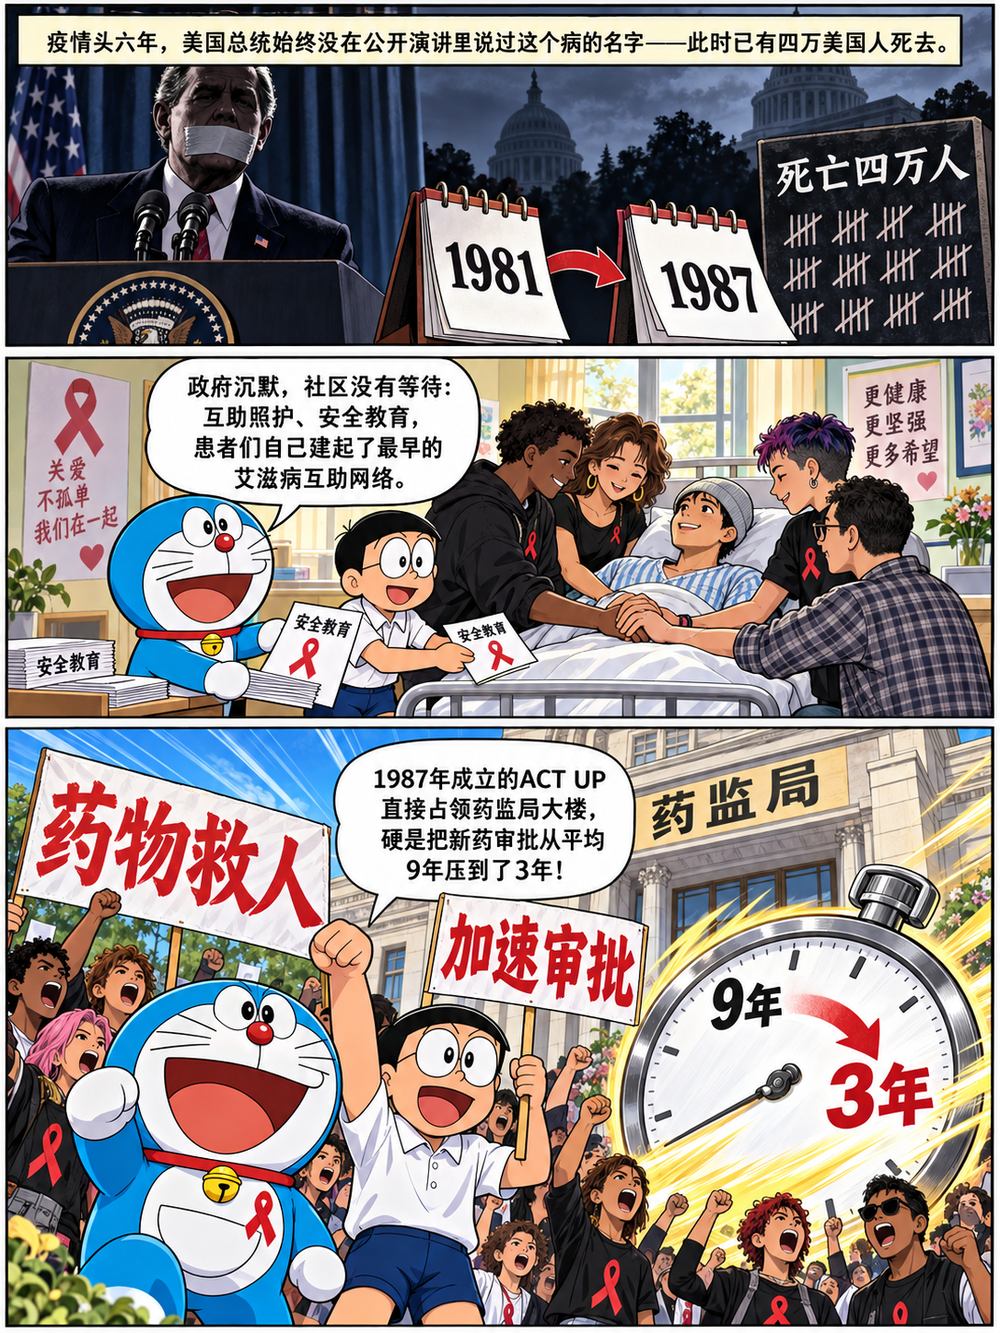 疫情头六年，美国总统始终没在公开演讲里说过这个病的名字——此时已有四万美国人死去。
1981
1987
死亡四万人
关爱
不孤单
我们在一起
政府沉默，社区没有等待：
互助照护、安全教育，
患者们自己建起了最早的
艾滋病互助网络。
更健康
更坚强
更多希望
安全教育
安全教育
安全教育
药物救人
1987年成立的ACT UP
直接占领药监局大楼，
硬是把新药审批从平均
9年压到了3年！
药监局
加速审批
9年
3年